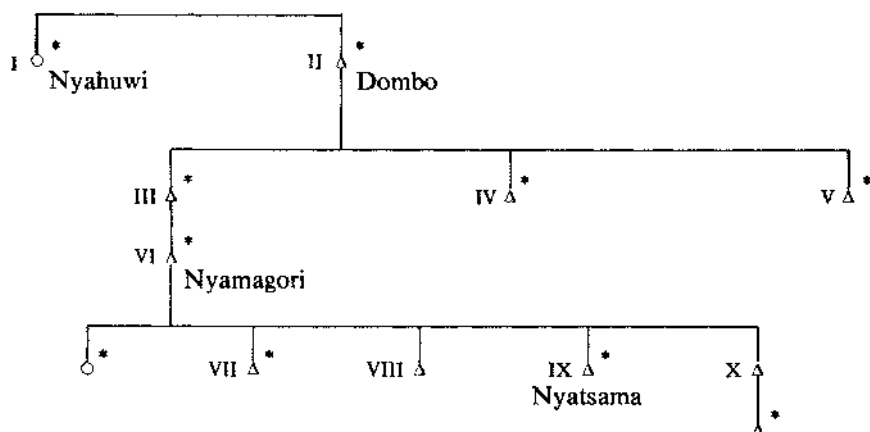 I * II *
Nyahuwi Dombo
III * IV * V *
VI *
Nyamagori
* VII * VIII IX * X
Nyatsama
*